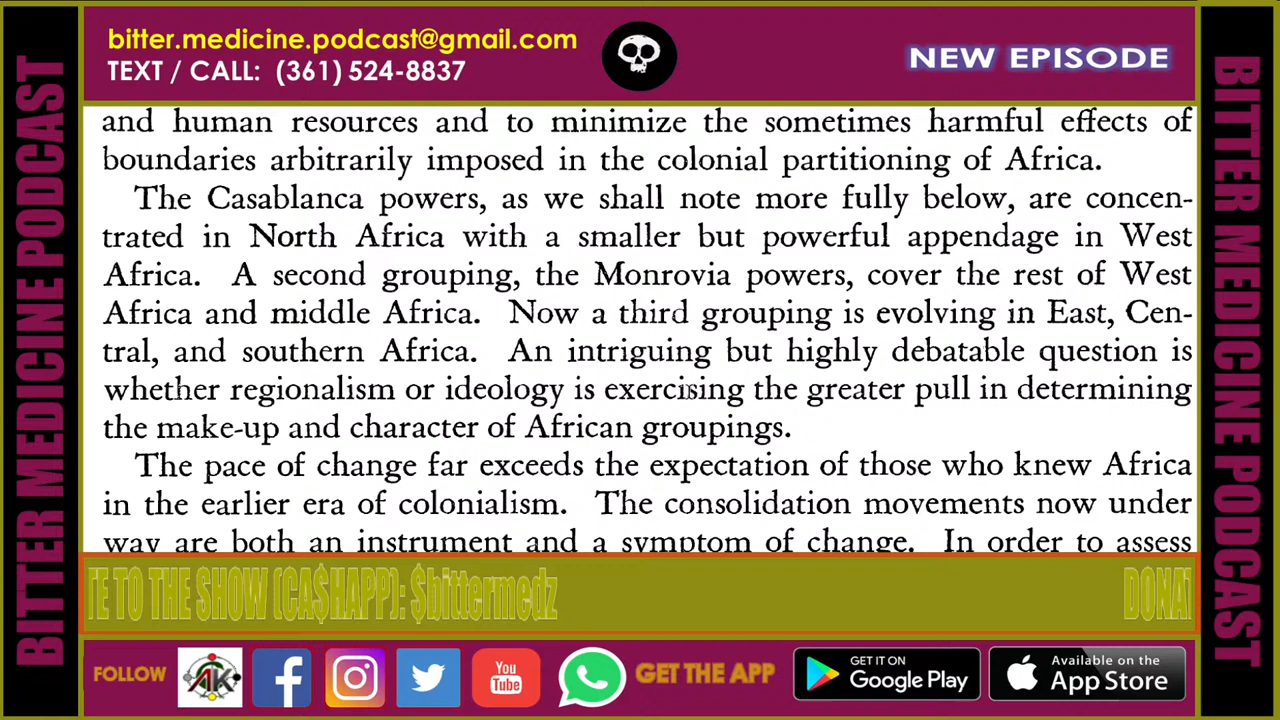 bitter.medicine.podcast@gmail.com
TEXT / CALL: (361) 524-8837
NEW EPISODE
BITTER MEDICINE PODCAST
and human resources and to minimize the sometimes harmful effects of
boundaries arbitrarily imposed in the colonial partitioning of Africa.
The Casablanca powers, as we shall note more fully below, are concen-
trated in North Africa with a smaller but powerful appendage in West
Africa. A second grouping, the Monrovia powers, cover the rest of West
Africa and middle Africa. Now a third grouping is evolving in East, Cen-
tral, and southern Africa. An intriguing but highly debatable question is
whether regionalism or ideology is exercising the greater pull in determining
the make-up and character of African groupings.
The pace of change far exceeds the expectation of those who knew Africa
in the earlier era of colonialism. The consolidation movements now under
way are both an instrument and a symptom of change. In order to assess
BITTER MEDICINE PODCAST
TE TO THE SHOW (CA$HAPP): $bittermedz
DONAT
FOLLOW
ATK
You
Tube
GET THE APP
GET IT ON
Google Play
Available on the
App Store